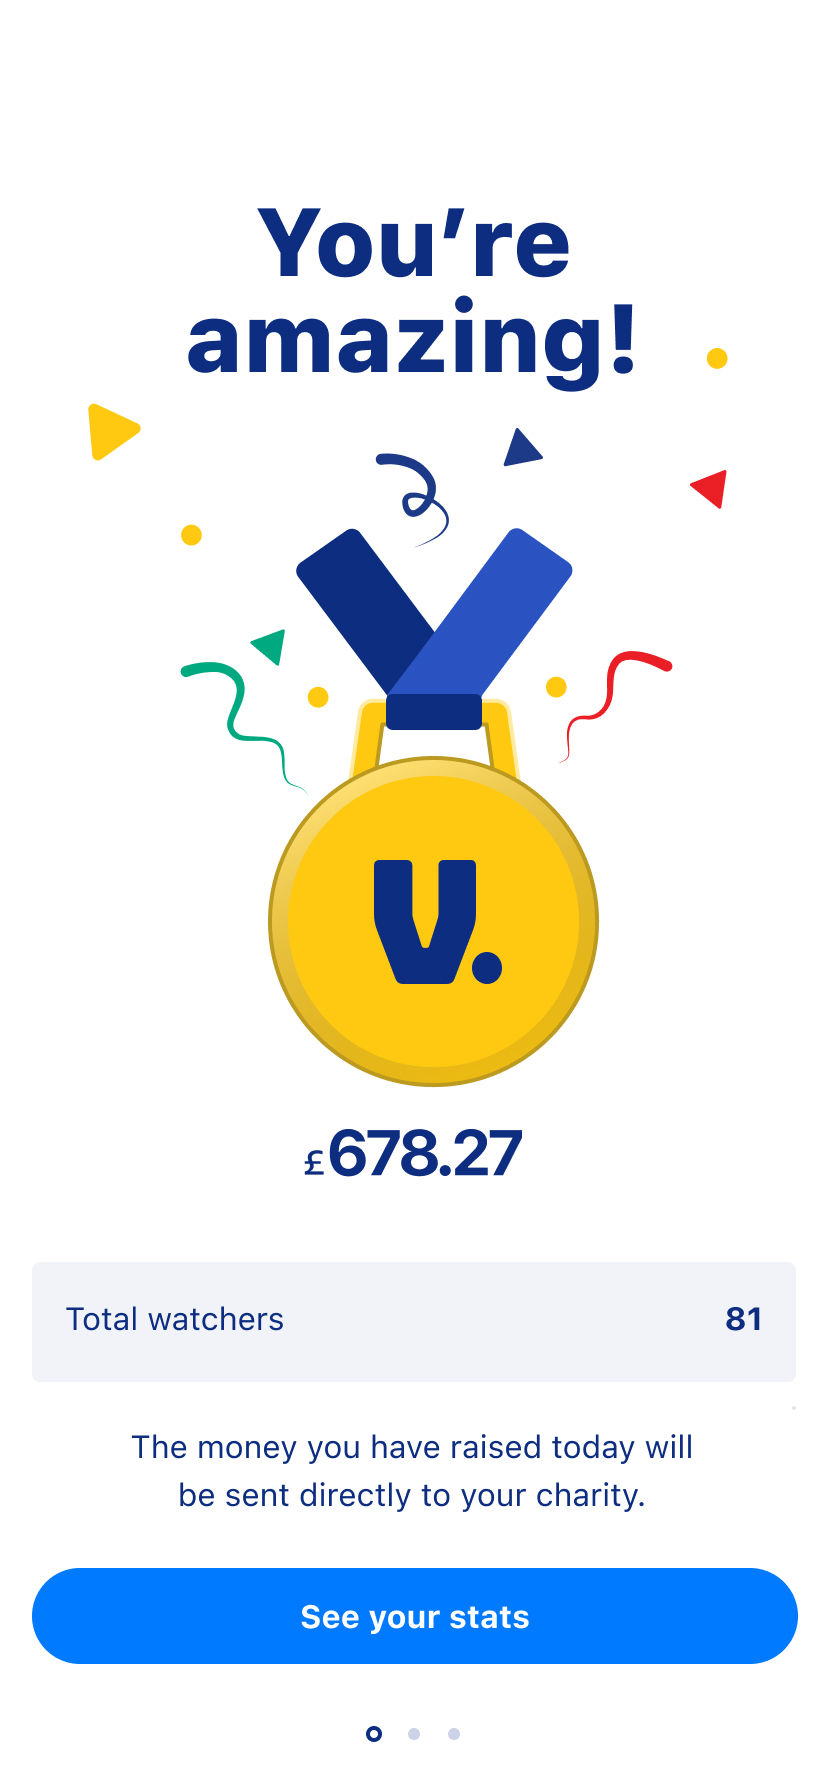 You’re
amazing!
V.
£678.27
Total watchers 81
The money you have raised today will
be sent directly to your charity.
See your stats